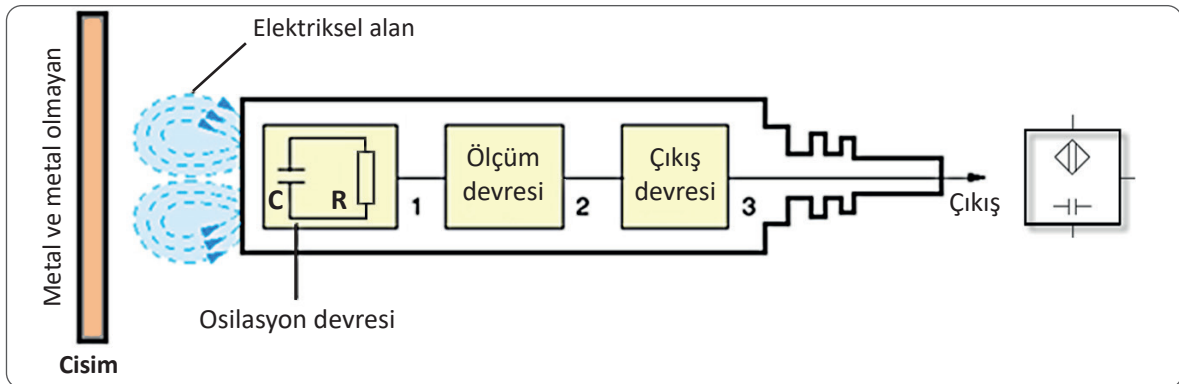 Elektriksel alan
Metal ve metal olmayan
Ölçüm
devresi
Çıkış
devresi
C
R
1
2
3
Çıkış
Osilasyon devresi
Cisim